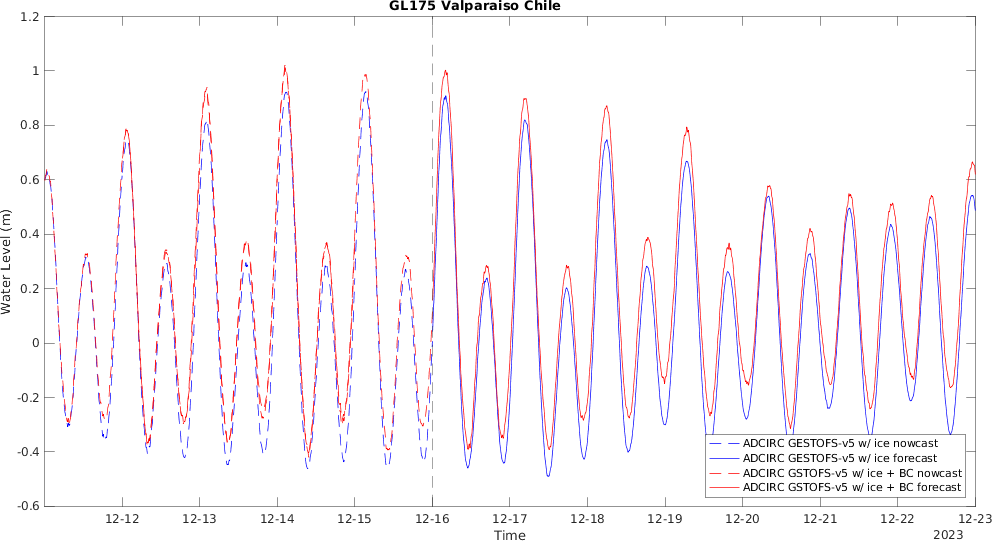 GL175 Valparaiso Chile
1.2
1
0.8
0.6
0.4
0.2
0
-0.2
-0.4
-0.6
Water Level (m)
ADCIRC GESTOFS-v5 w/ ice nowcast
ADCIRC GESTOFS-v5 w/ ice forecast
ADCIRC GSTOFS-v5 w/ ice + BC nowcast
ADCIRC GSTOFS-v5 w/ ice + BC forecast
12-12 12-13 12-14 12-15 12-16 12-17 12-18 12-19 12-20 12-21 12-22 12-23
Time 2023